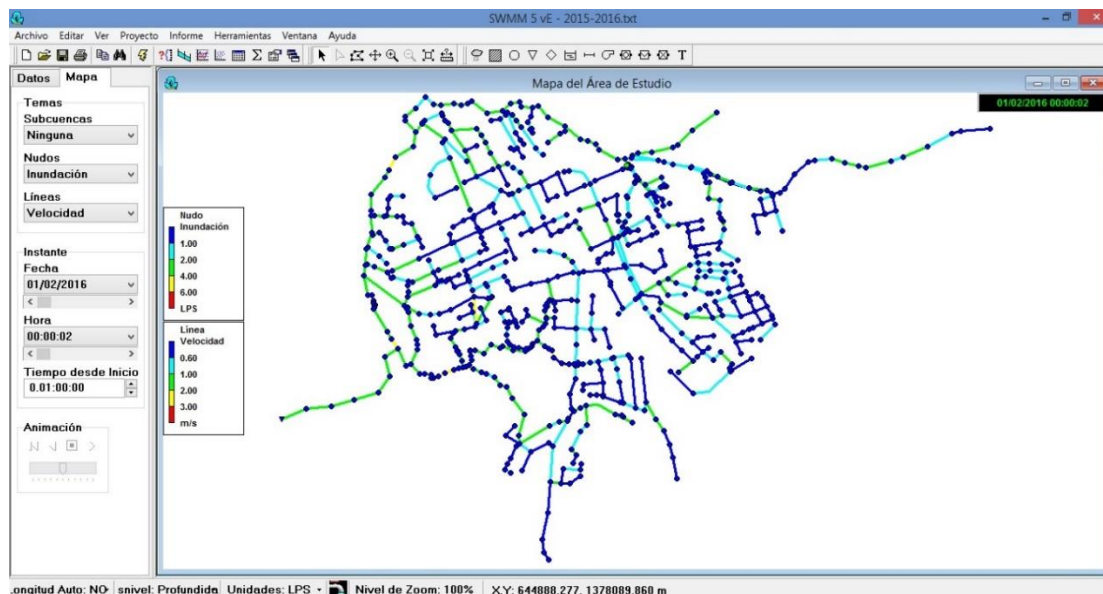 SWMM 5 vE - 2015-2016.txt
Archivo Editar Ver Proyecto Informe Herramientas Ventana Ayuda
Datos Mapa
Temas
Subcuencas
Ninguna
Nudos
Inundación
Líneas
Velocidad
Instante
Fecha
01/02/2016
Hora
00:00:02
Tiempo desde Inicio
0.01:00:00
Animación
Mapa del Área de Estudio
01/02/2016 00:00:02
Nudo
Inundación
1.00
2.00
4.00
6.00
LPS
Linea
Velocidad
0.60
1.00
2.00
3.00
m/s
.ongitud Auto: NO snivel: Profundida Unidades: LPS Nivel de Zoom: 100% X,Y: 644888.277, 1378089.860 m